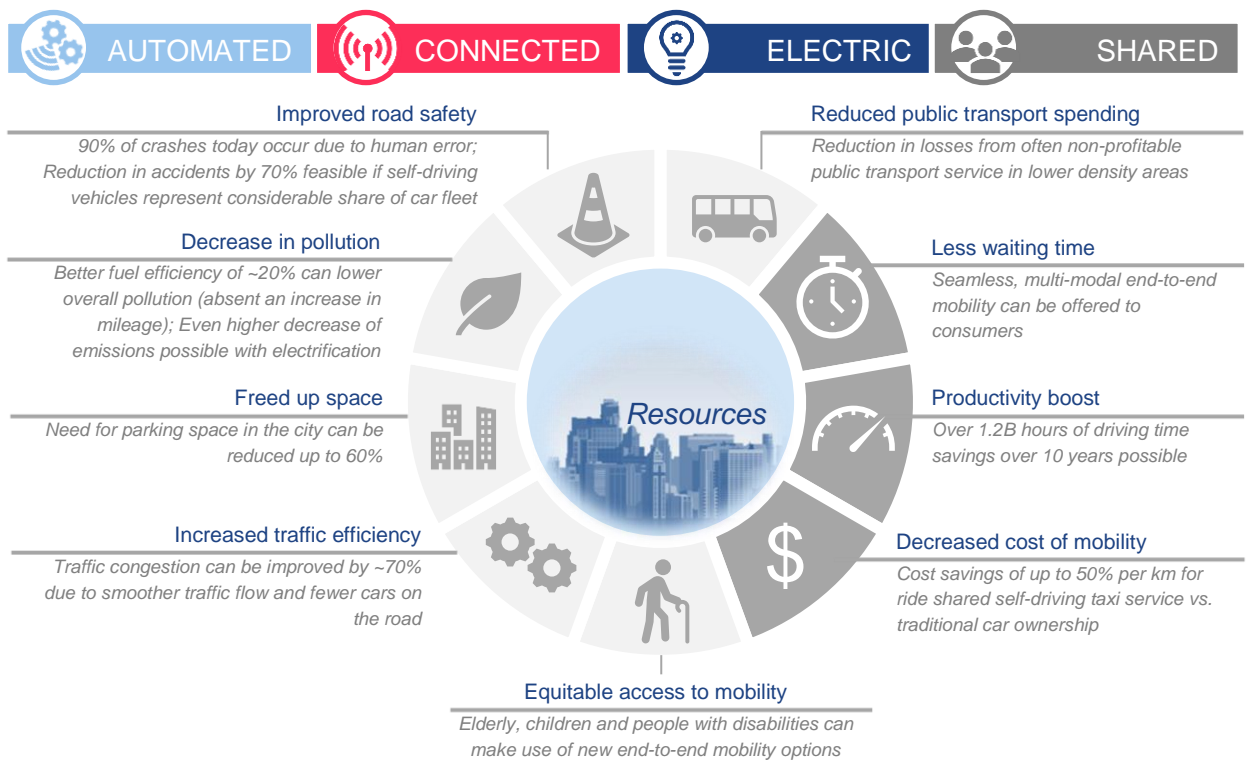 AUTOMATED
CONNECTED
ELECTRIC
SHARED
Improved road safety
90% of crashes today occur due to human error;
Reduction in accidents by 70% feasible if self-driving
vehicles represent considerable share of car fleet
Decrease in pollution
Better fuel efficiency of ~20% can lower
overall pollution (absent an increase in
mileage); Even higher decrease of
emissions possible with electrification
Freed up space
Need for parking space in the city can be
reduced up to 60%
Increased traffic efficiency
Traffic congestion can be improved by ~70%
due to smoother traffic flow and fewer cars on
the road
Reduced public transport spending
Reduction in losses from often non-profitable
public transport service in lower density areas
Less waiting time
Seamless, multi-modal end-to-end
mobility can be offered to
consumers
Productivity boost
Over 1.2B hours of driving time
savings over 10 years possible
Decreased cost of mobility
Cost savings of up to 50% per km for
ride shared self-driving taxi service vs.
traditional car ownership
Resources
$
Equitable access to mobility
Elderly, children and people with disabilities can
make use of new end-to-end mobility options